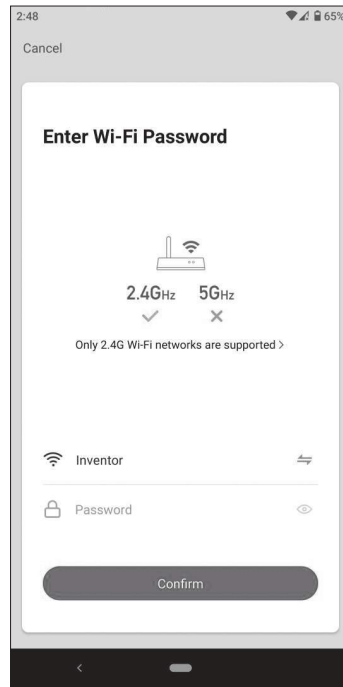 2:48 65%
Cancel
Enter Wi-Fi Password
2.4GHz 5GHz
Only 2.4G Wi-Fi networks are supported >
Inventor
Password
Confirm